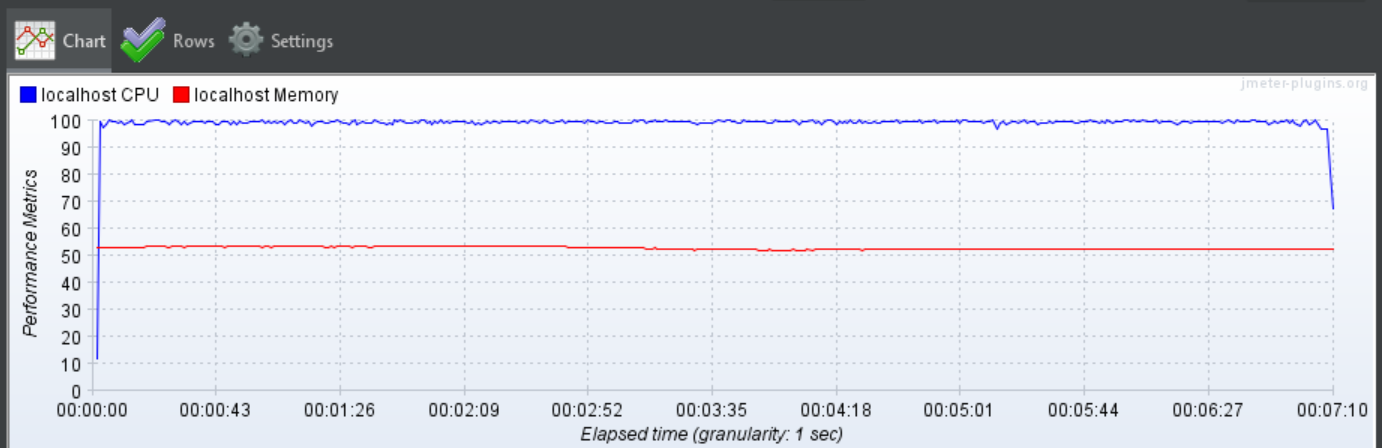 Chart Rows Settings
jmeter-plugins.org
localhost CPU localhost Memory
Performance Metrics
100
90
80
70
60
50
40
30
20
10
0
00:00:00 00:00:43 00:01:26 00:02:09 00:02:52 00:03:35 00:04:18 00:05:01 00:05:44 00:06:27 00:07:10
Elapsed time (granularity: 1 sec)